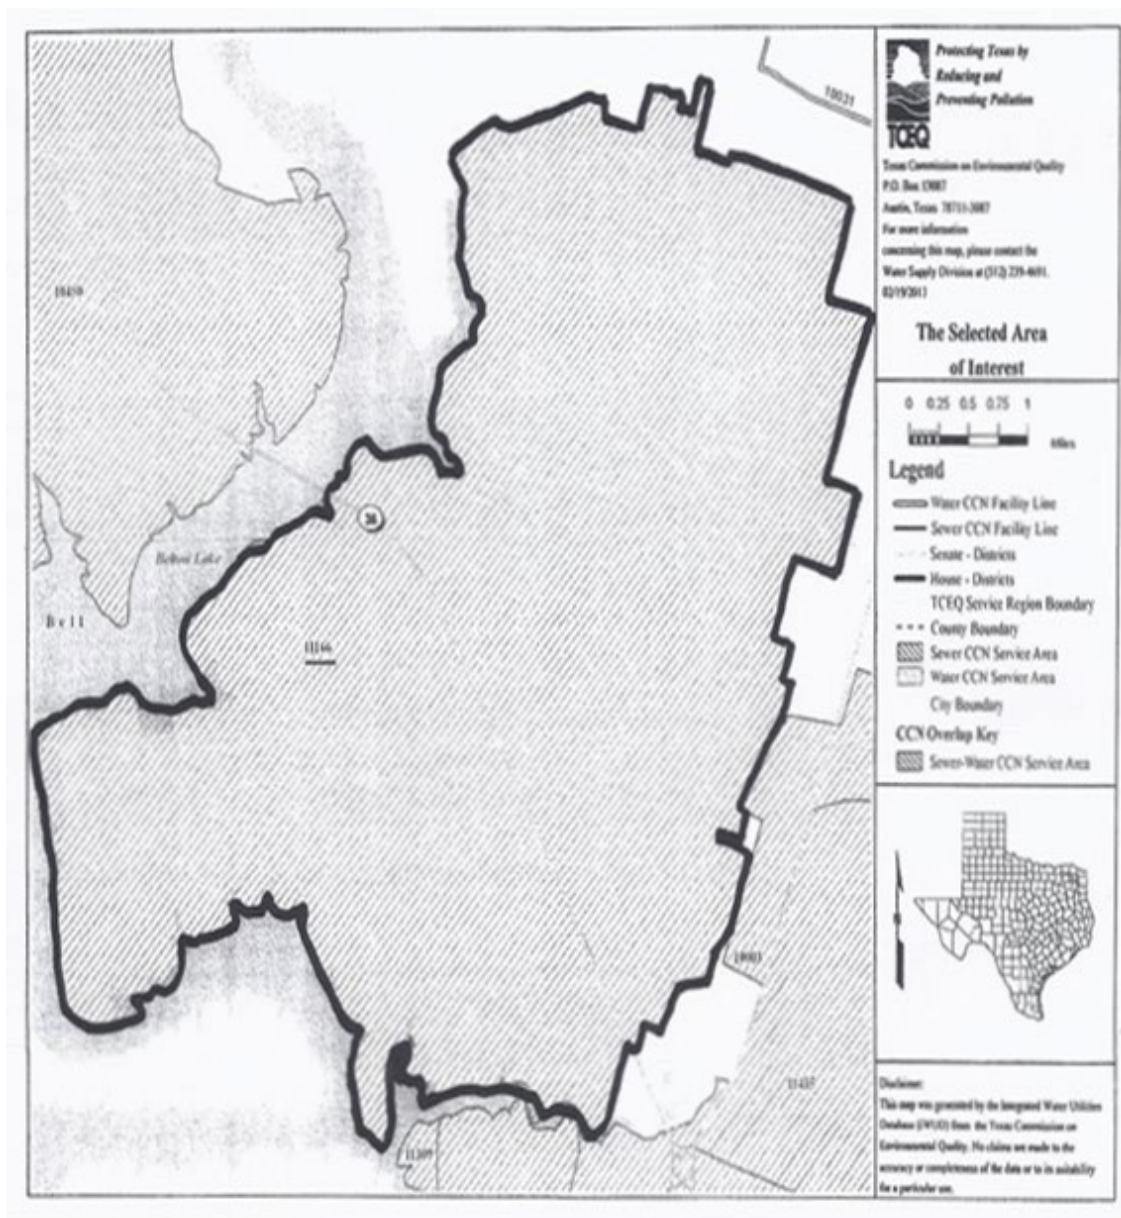 Protecting Texas by
Reducing and
Preventing Pollution
TCEQ
Texas Commission on Environmental Quality
P.O. Box 13087
Austin, Texas 78711-3087
For more information
concerning this map, please contact the
Water Supply Division at (512) 239-4691.
02/19/2013
The Selected Area
of Interest
0 0.25 0.5 0.75 1
Miles
Legend
Water CCN Facility Line
Sewer CCN Facility Line
Senate - Districts
House - Districts
TCEQ Service Region Boundary
County Boundary
Sewer CCN Service Area
Water CCN Service Area
City Boundary
CCN Overlap Key
Sewer-Water CCN Service Area
Disclaimer:
This map was generated by the Integrated Water Utilities
Database (IWUD) from the Texas Commission on
Environmental Quality. No claims are made to the
accuracy or completeness of the data or to its suitability
for a particular use.
10031
36
Belton Lake
Bell
11166
11437